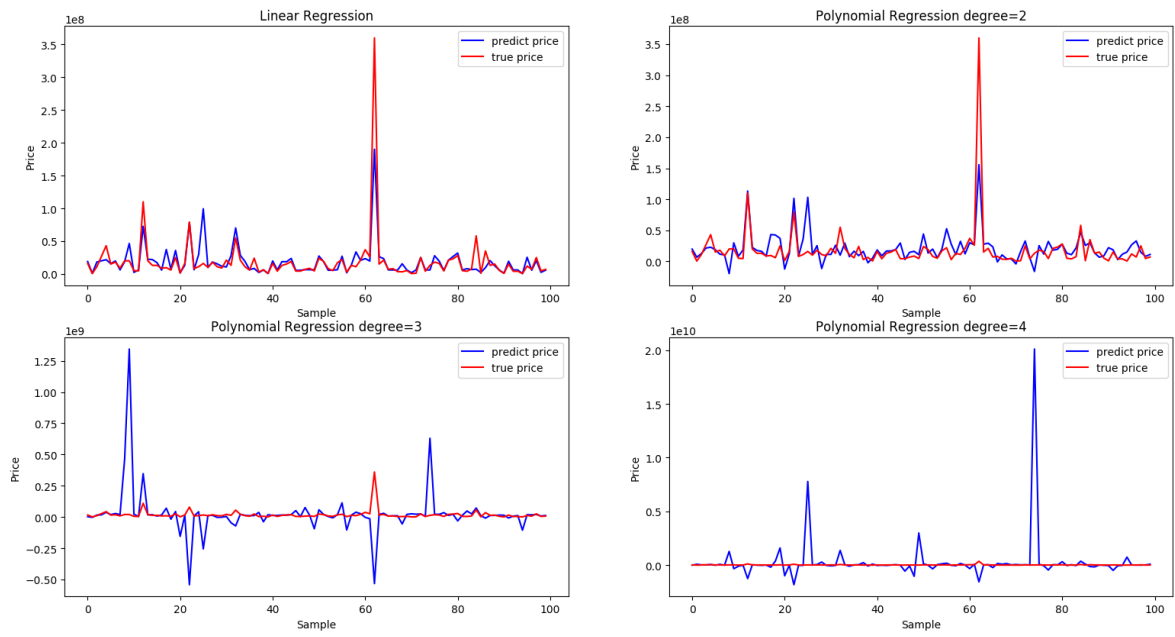 Linear Regression
1e8
predict price
true price
3.5
3.0
2.5
2.0
1.5
1.0
0.5
0.0
Price
0 20 40 60 80 100
Sample
Polynomial Regression degree=2
1e8
predict price
true price
3.5
3.0
2.5
2.0
1.5
1.0
0.5
0.0
Price
0 20 40 60 80 100
Sample
Polynomial Regression degree=3
1e9
predict price
true price
1.25
1.00
0.75
0.50
0.25
0.00
−0.25
−0.50
Price
0 20 40 60 80 100
Sample
Polynomial Regression degree=4
1e10
predict price
true price
2.0
1.5
1.0
0.5
0.0
Price
0 20 40 60 80 100
Sample